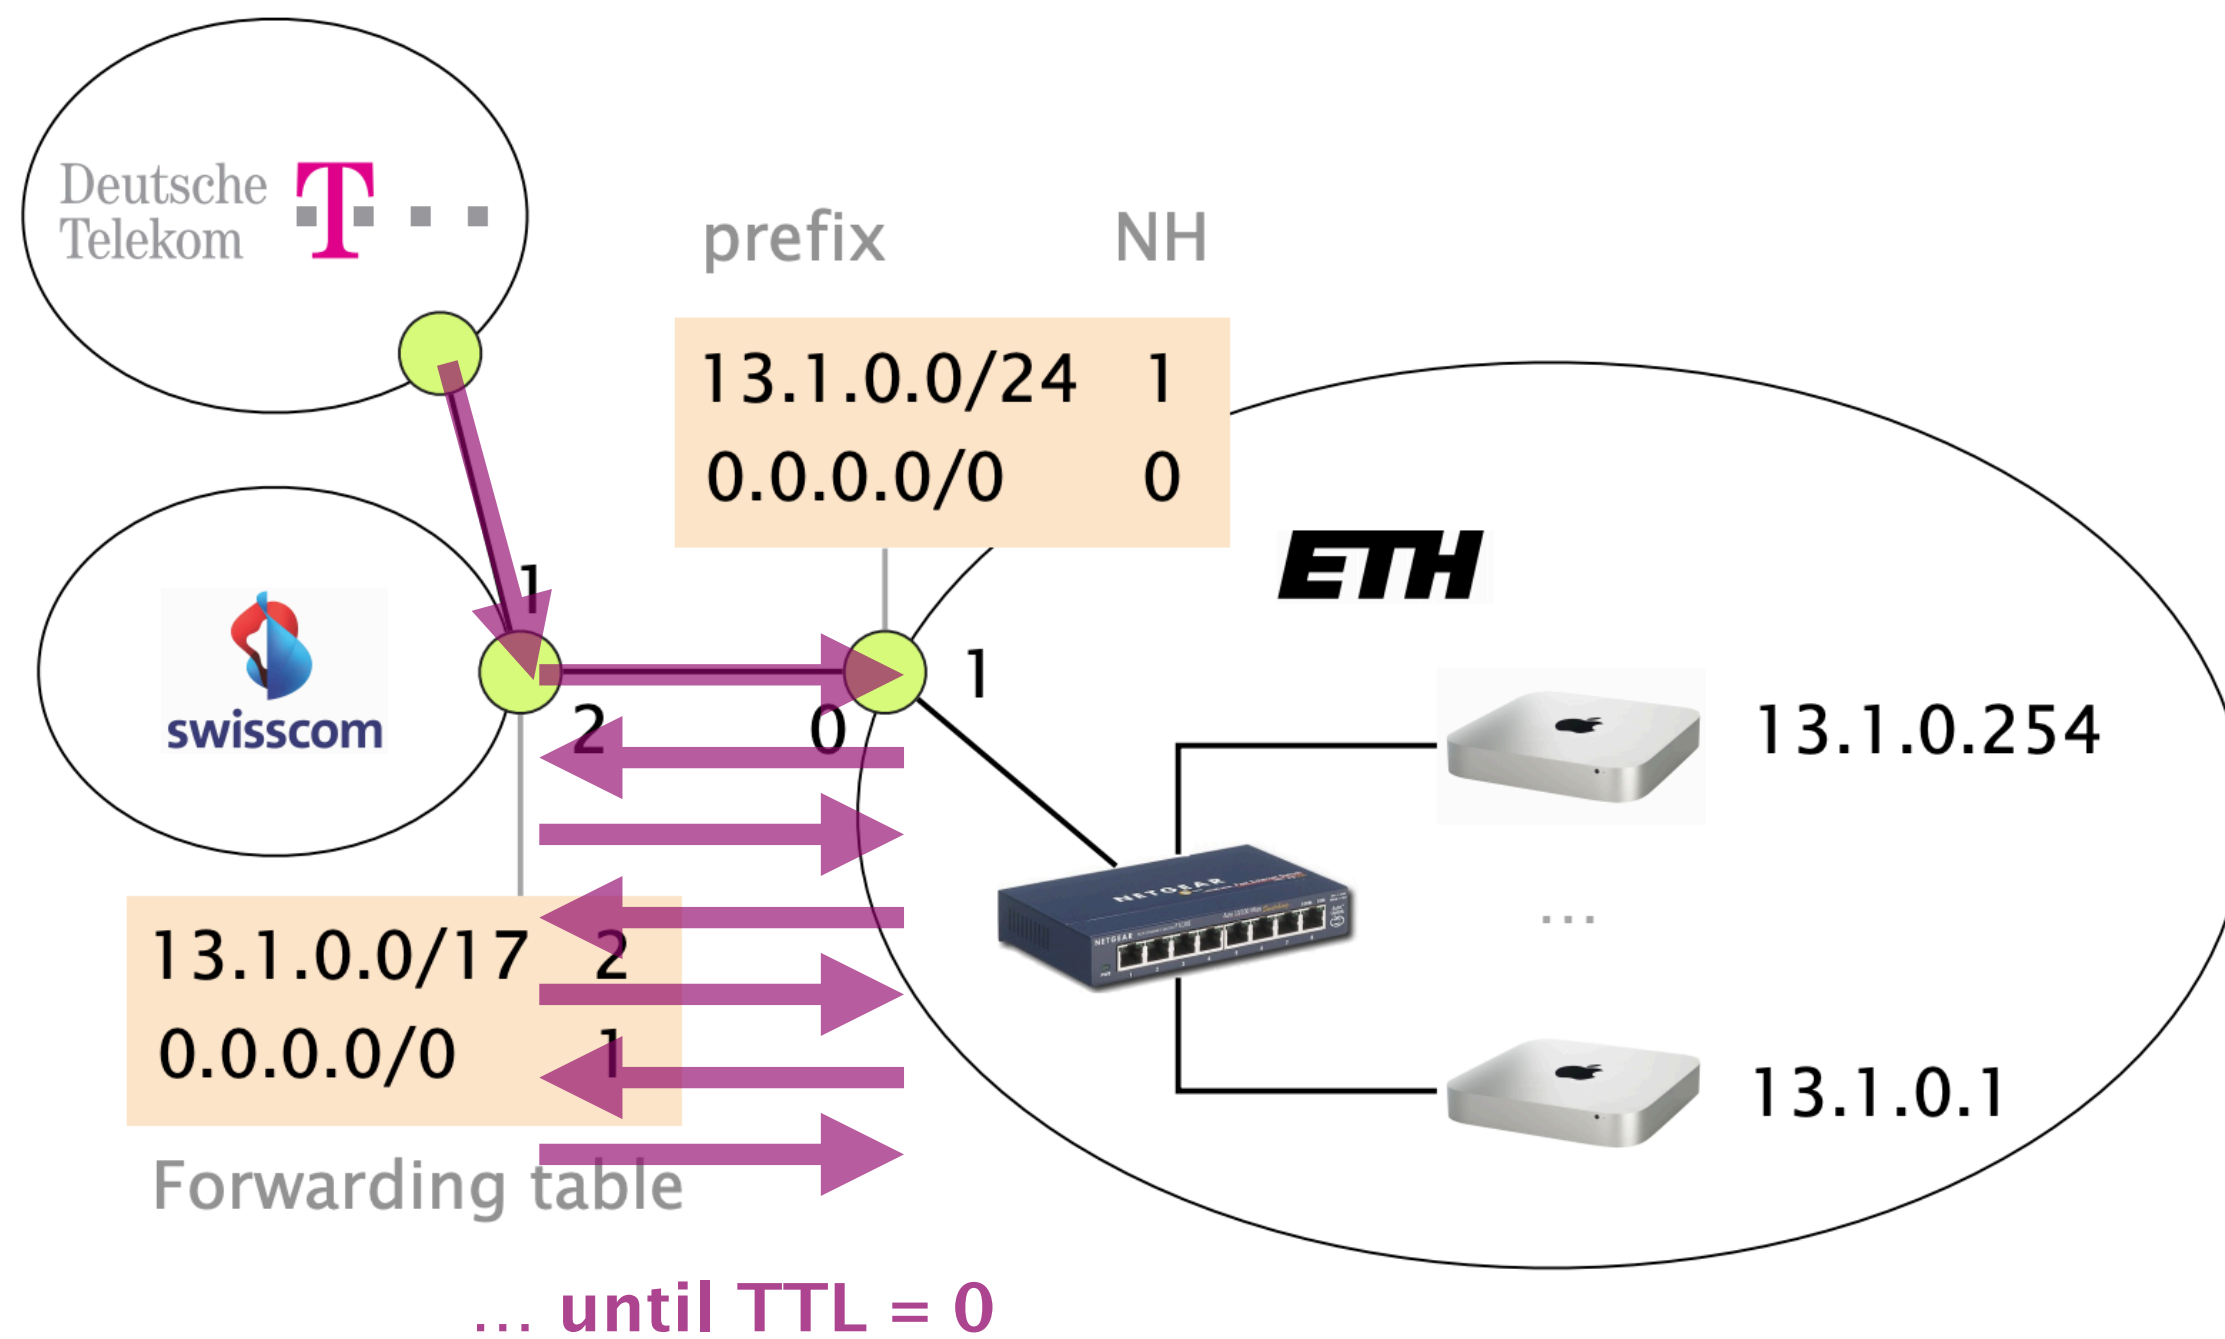 Deutsche
Telekom
T
prefix NH
13.1.0.0/24 1
0.0.0.0/0 0
ETH
1
swisscom
2
0
1
13.1.0.254
NETGEAR
NETGEAR
...
13.1.0.0/17 2
0.0.0.0/0 1
13.1.0.1
Forwarding table
... until TTL = 0